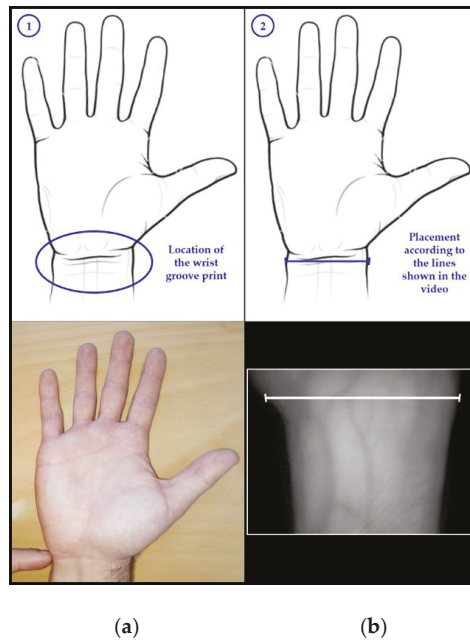 1
2
Location of
the wrist
groove print
Placement
according to
the lines
shown in the
video
(a)
(b)